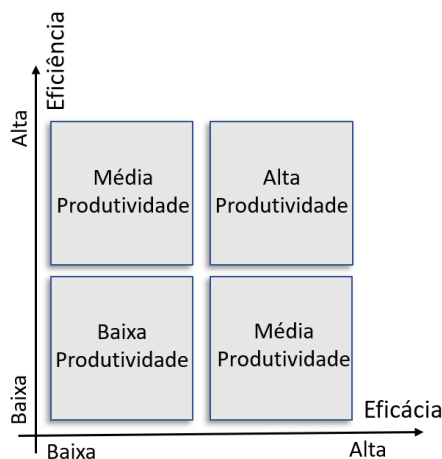 Eficiência
Alta
Média
Produtividade
Alta
Produtividade
Baixa
Produtividade
Média
Produtividade
Baixa
Eficácia
Baixa
Alta